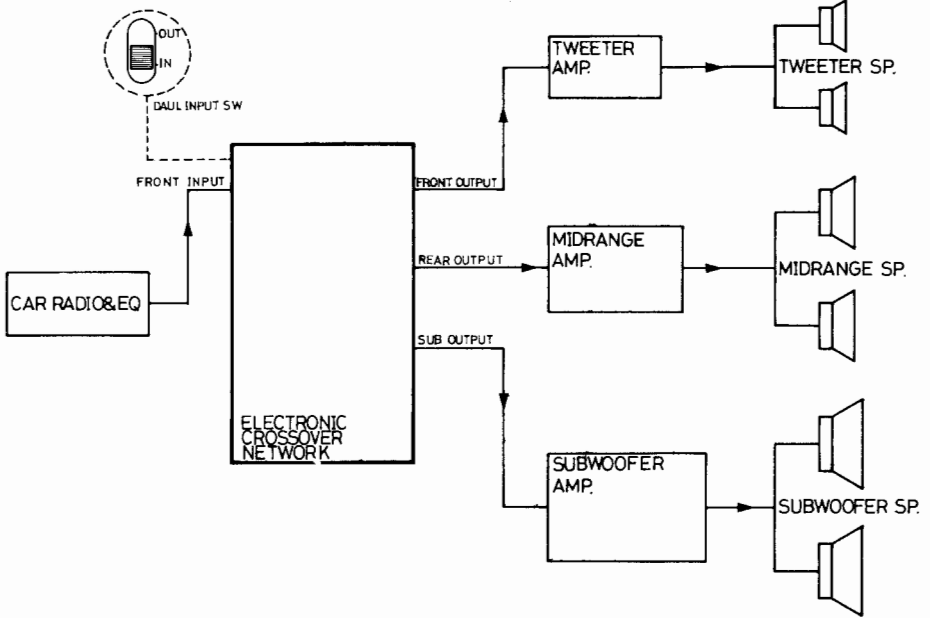 OUT
IN
DAUL INPUT SW
FRONT INPUT
CAR RADIO&EQ
ELECTRONIC
CROSSOVER
NETWORK
FRONT OUTPUT
REAR OUTPUT
SUB OUTPUT
TWEETER
AMP.
TWEETER SP.
MIDRANGE
AMP.
MIDRANGE SP.
SUBWOOFER
AMP.
SUBWOOFER SP.